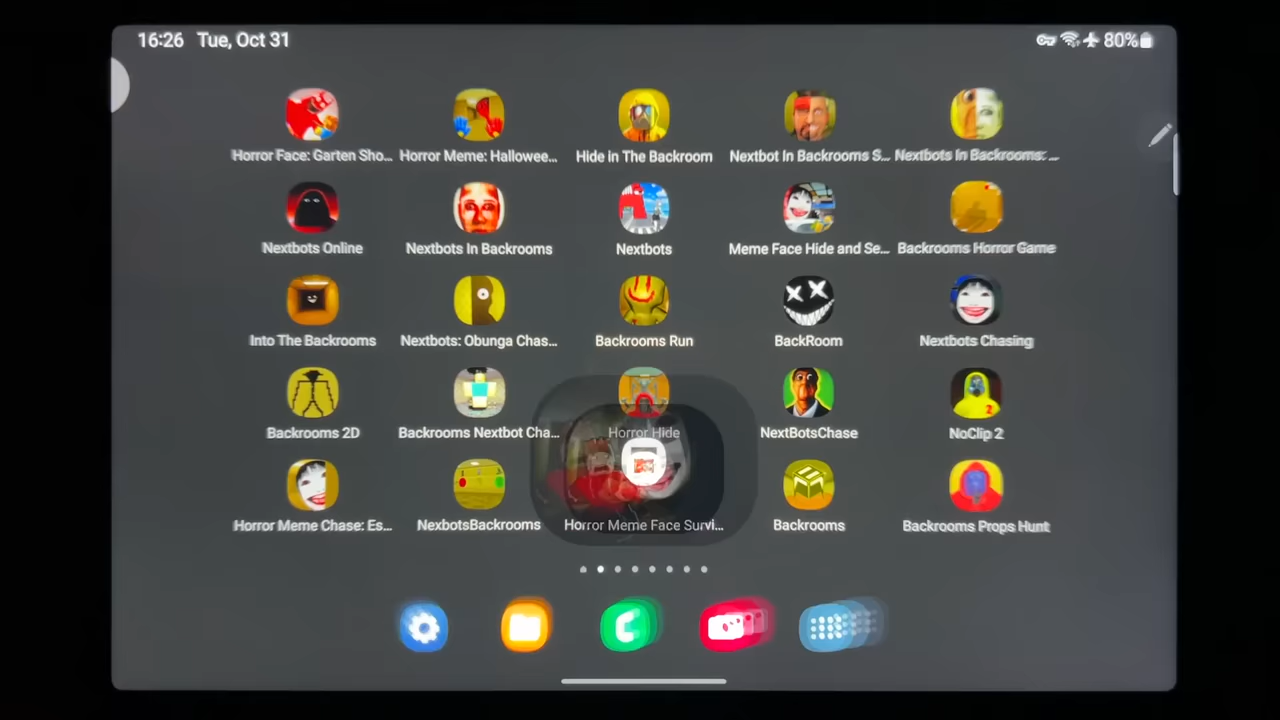 16:26 Tue, Oct 31
80%
Horror Face: Garten Sho... Horror Meme: Hallowee... Hide in The Backroom Nextbot In Backrooms S... Nextbots In Backrooms: ...
Nextbots Online Nextbots In Backrooms Nextbots Meme Face Hide and Se... Backrooms Horror Game
Into The Backrooms Nextbots: Obunga Chas... Backrooms Run BackRoom Nextbots Chasing
Backrooms 2D Backrooms Nextbot Cha... Horror Hide NextBotsChase NoClip 2
Horror Meme Chase: Es... NexbotsBackrooms Horror Meme Face Survi... Backrooms Backrooms Props Hunt